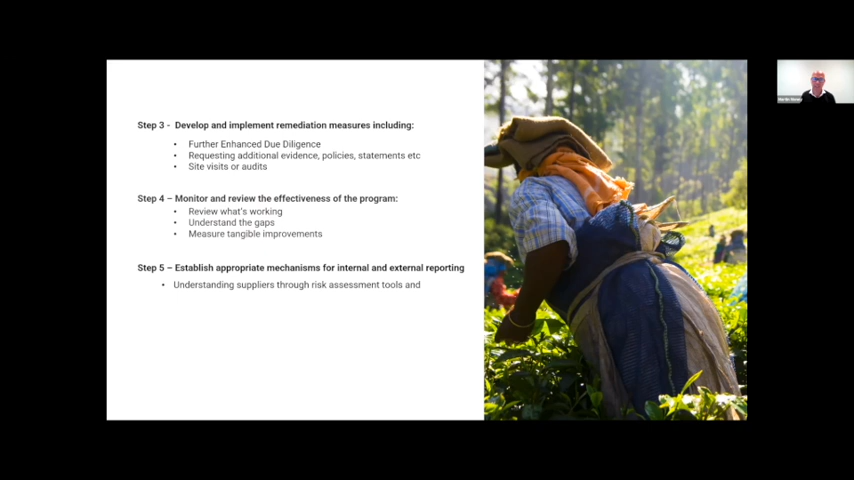 Step 3 - Develop and implement remediation measures including:
• Further Enhanced Due Diligence
• Requesting additional evidence, policies, statements etc
• Site visits or audits
Step 4 – Monitor and review the effectiveness of the program:
• Review what's working
• Understand the gaps
• Measure tangible improvements
Step 5 – Establish appropriate mechanisms for internal and external reporting
• Understanding suppliers through risk assessment tools and